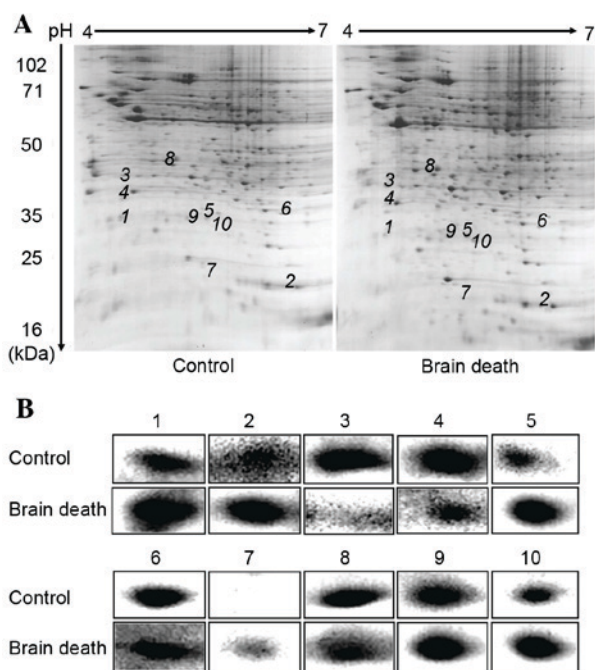 A
pH 4 7 4 7
102
71
50
35
25
16
(kDa)
8
3
4
1
9 5
10
6
7
2
8
3
4
1
9 5
10
6
7
2
Control Brain death
B
1 2 3 4 5
Control
Brain death
6 7 8 9 10
Control
Brain death